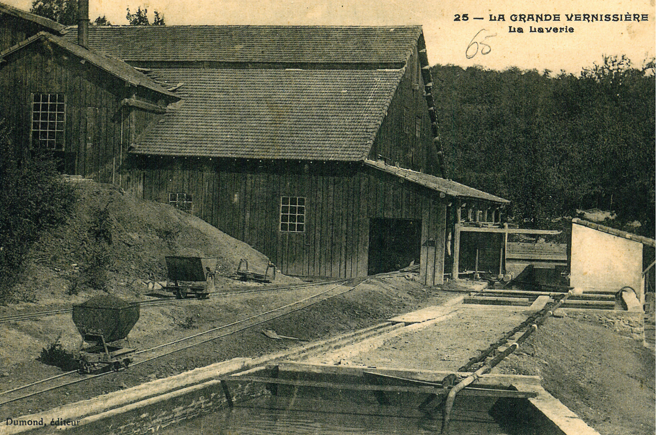 25 — LA GRANDE VERNISSIÈRE
La Laverie
65
Dumond, éditeur